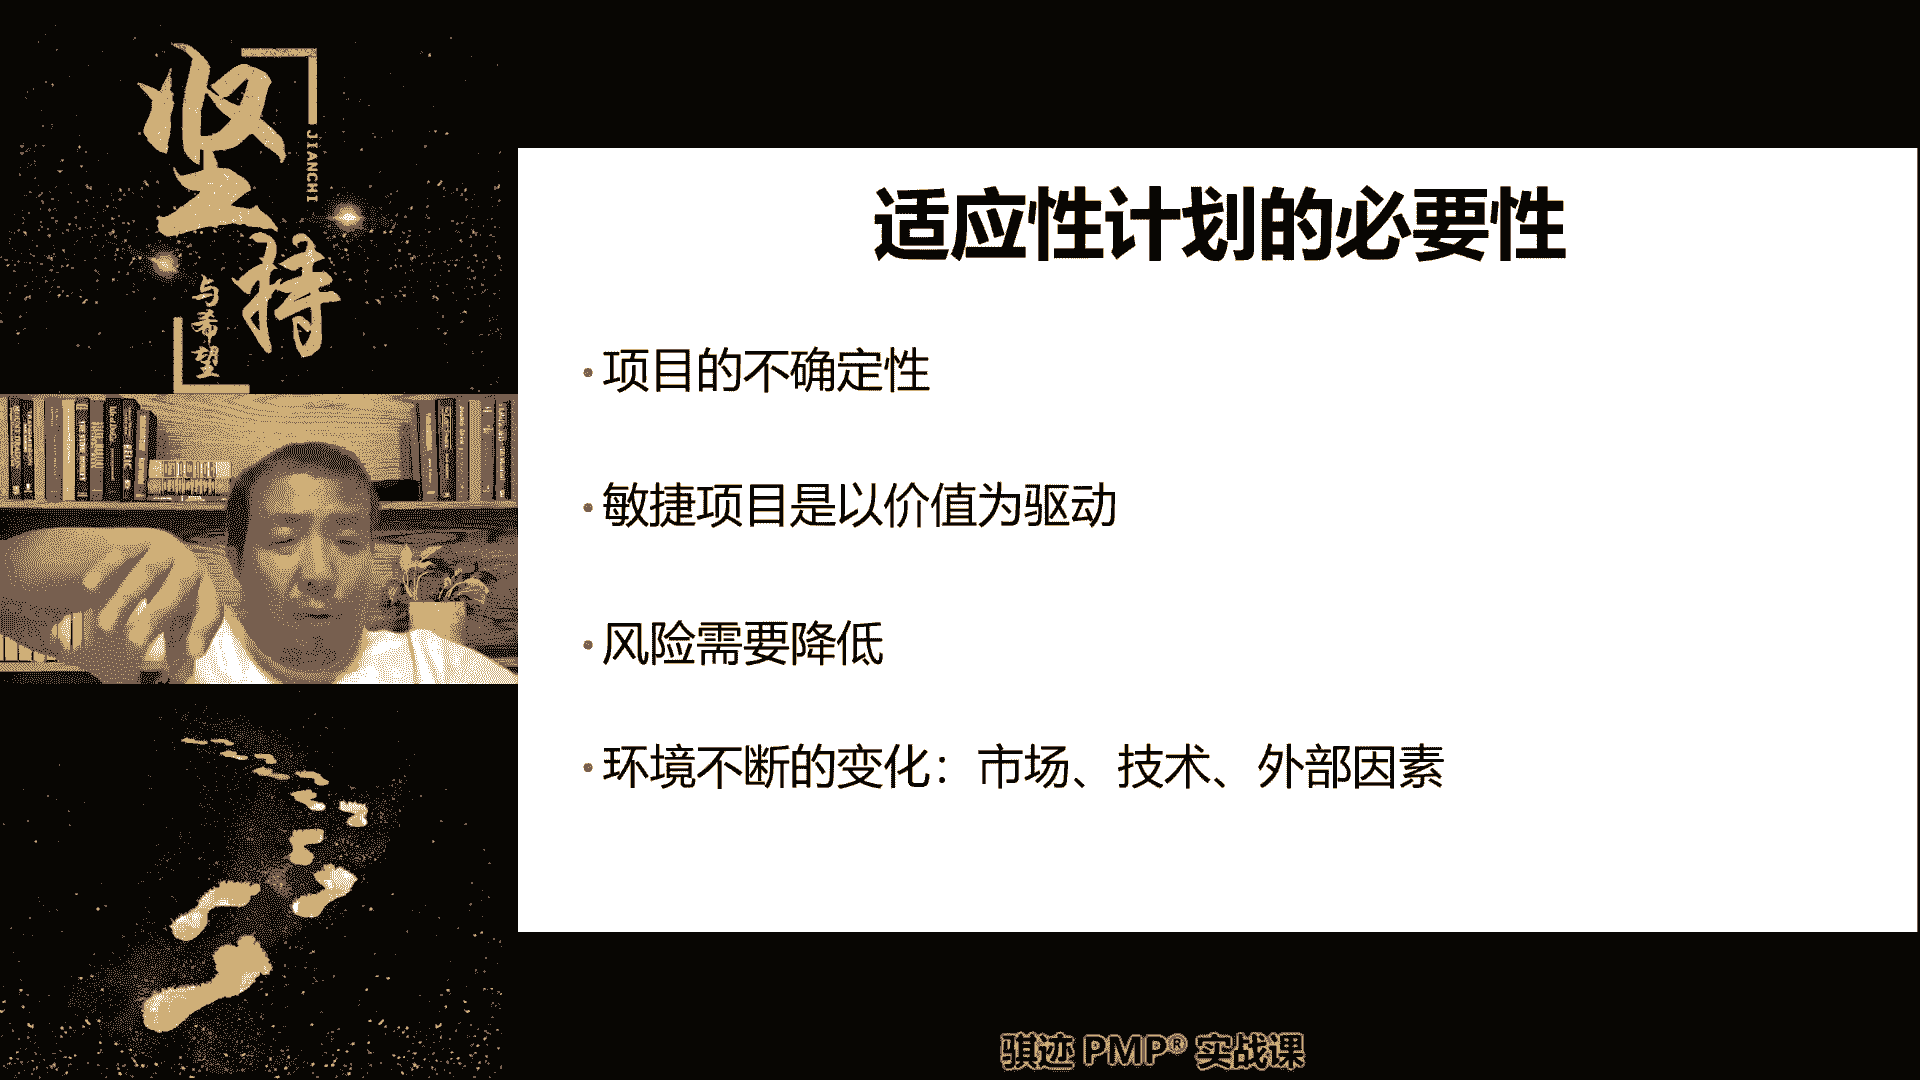 坚持
JIANCHI
与希望
适应性计划的必要性
·项目的不确定性
·敏捷项目是以价值为驱动
·风险需要降低
·环境不断的变化：市场、技术、外部因素
骐迹 PMP® 实战课